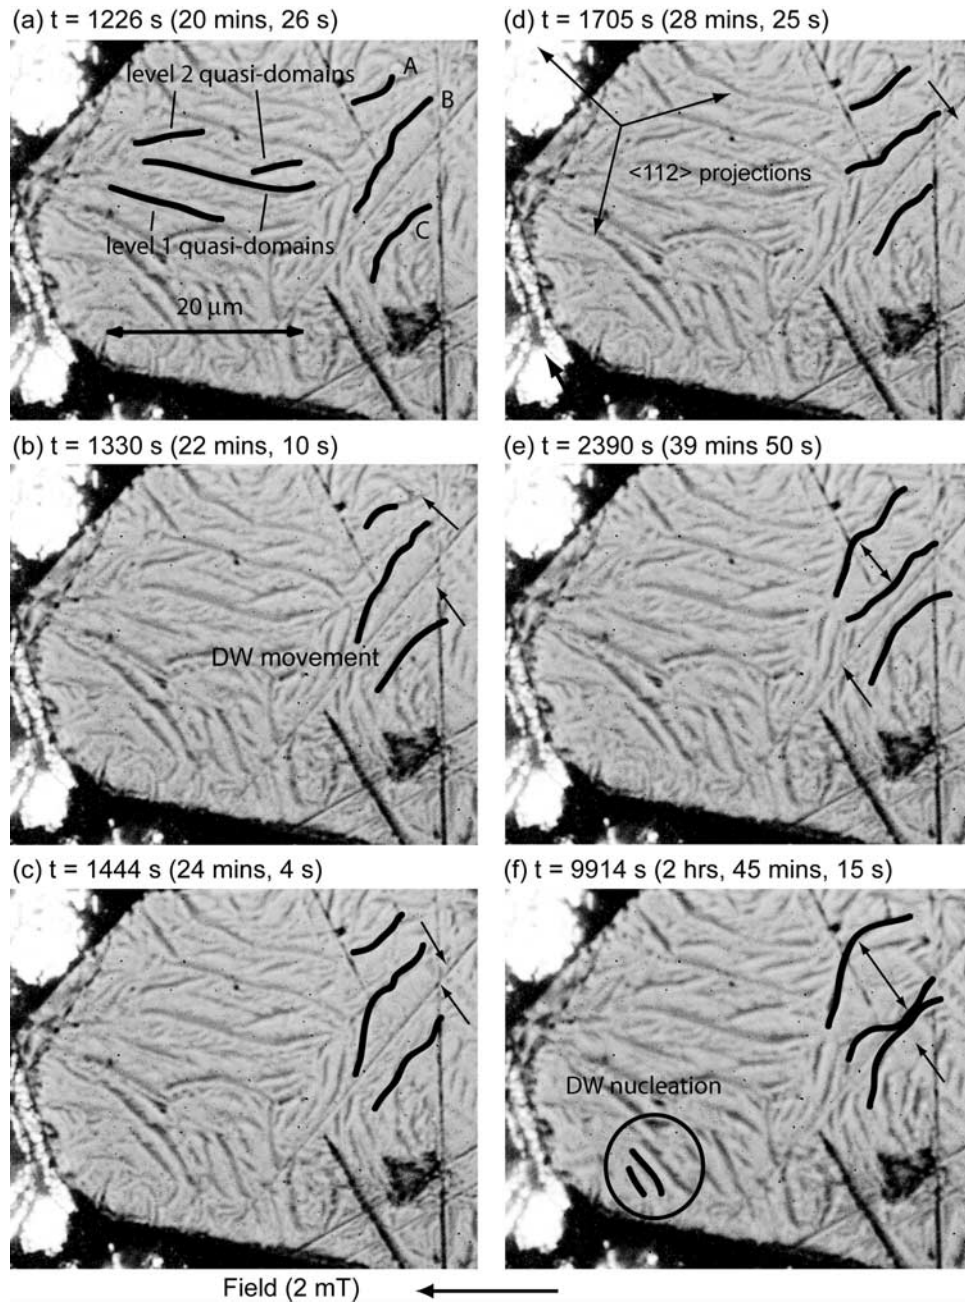 (a) t = 1226 s (20 mins, 26 s)
level 2 quasi-domains
A
B
C
level 1 quasi-domains
20 µm
(d) t = 1705 s (28 mins, 25 s)
<112> projections
(b) t = 1330 s (22 mins, 10 s)
DW movement
(e) t = 2390 s (39 mins 50 s)
(c) t = 1444 s (24 mins, 4 s)
(f) t = 9914 s (2 hrs, 45 mins, 15 s)
DW nucleation
Field (2 mT)